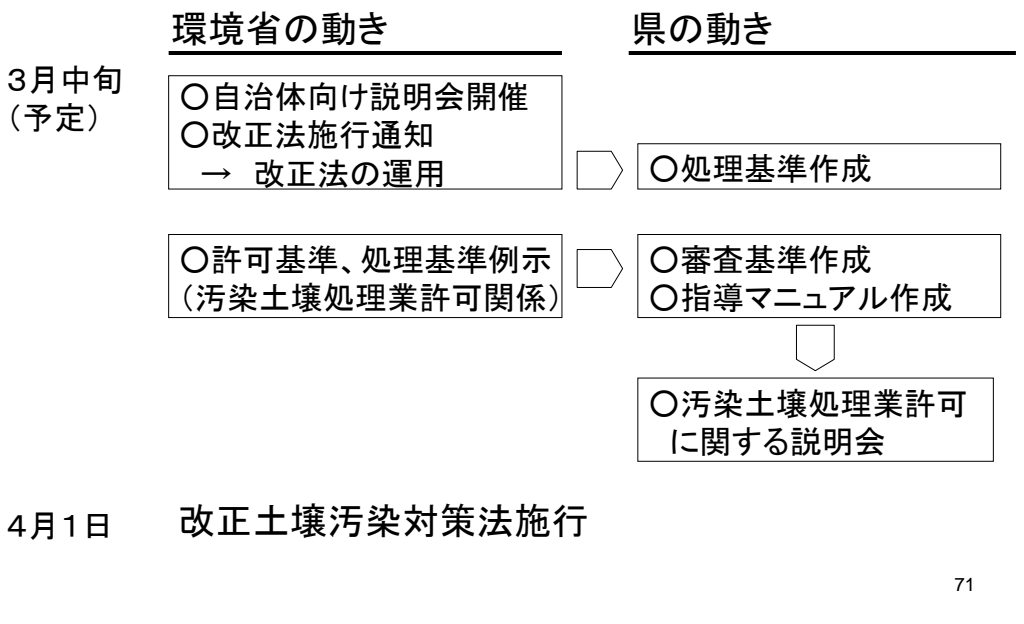 環境省の動き
県の動き
３月中旬
（予定）
○自治体向け説明会開催
○改正法施行通知
→ 改正法の運用
○処理基準作成
○許可基準、処理基準例示
（汚染土壌処理業許可関係）
○審査基準作成
○指導マニュアル作成
○汚染土壌処理業許可
に関する説明会
４月１日
改正土壌汚染対策法施行
71